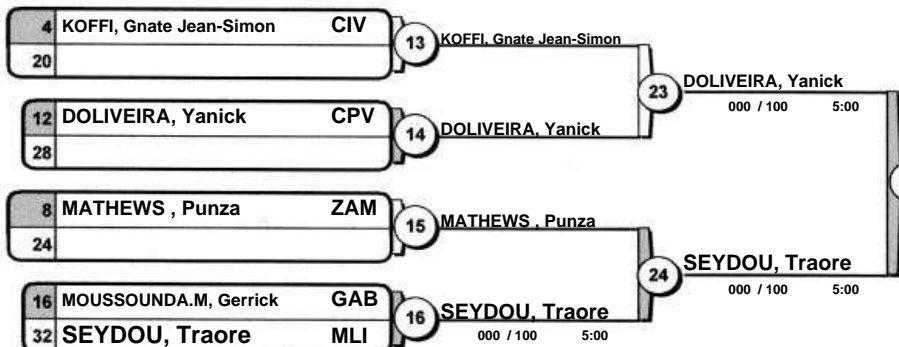 4 KOFFI, Gnate Jean-Simon CIV
20
13 KOFFI, Gnate Jean-Simon
12 DOLIVEIRA, Yanick CPV
28
14 DOLIVEIRA, Yanick
23 DOLIVEIRA, Yanick
000 / 100 5:00
8 MATHEWS , Punza ZAM
24
15 MATHEWS , Punza
16 MOUSSOUNDA.M, Gerrick GAB
32 SEYDOU, Traore MLI
16 SEYDOU, Traore
000 / 100 5:00
24 SEYDOU, Traore
000 / 100 5:00